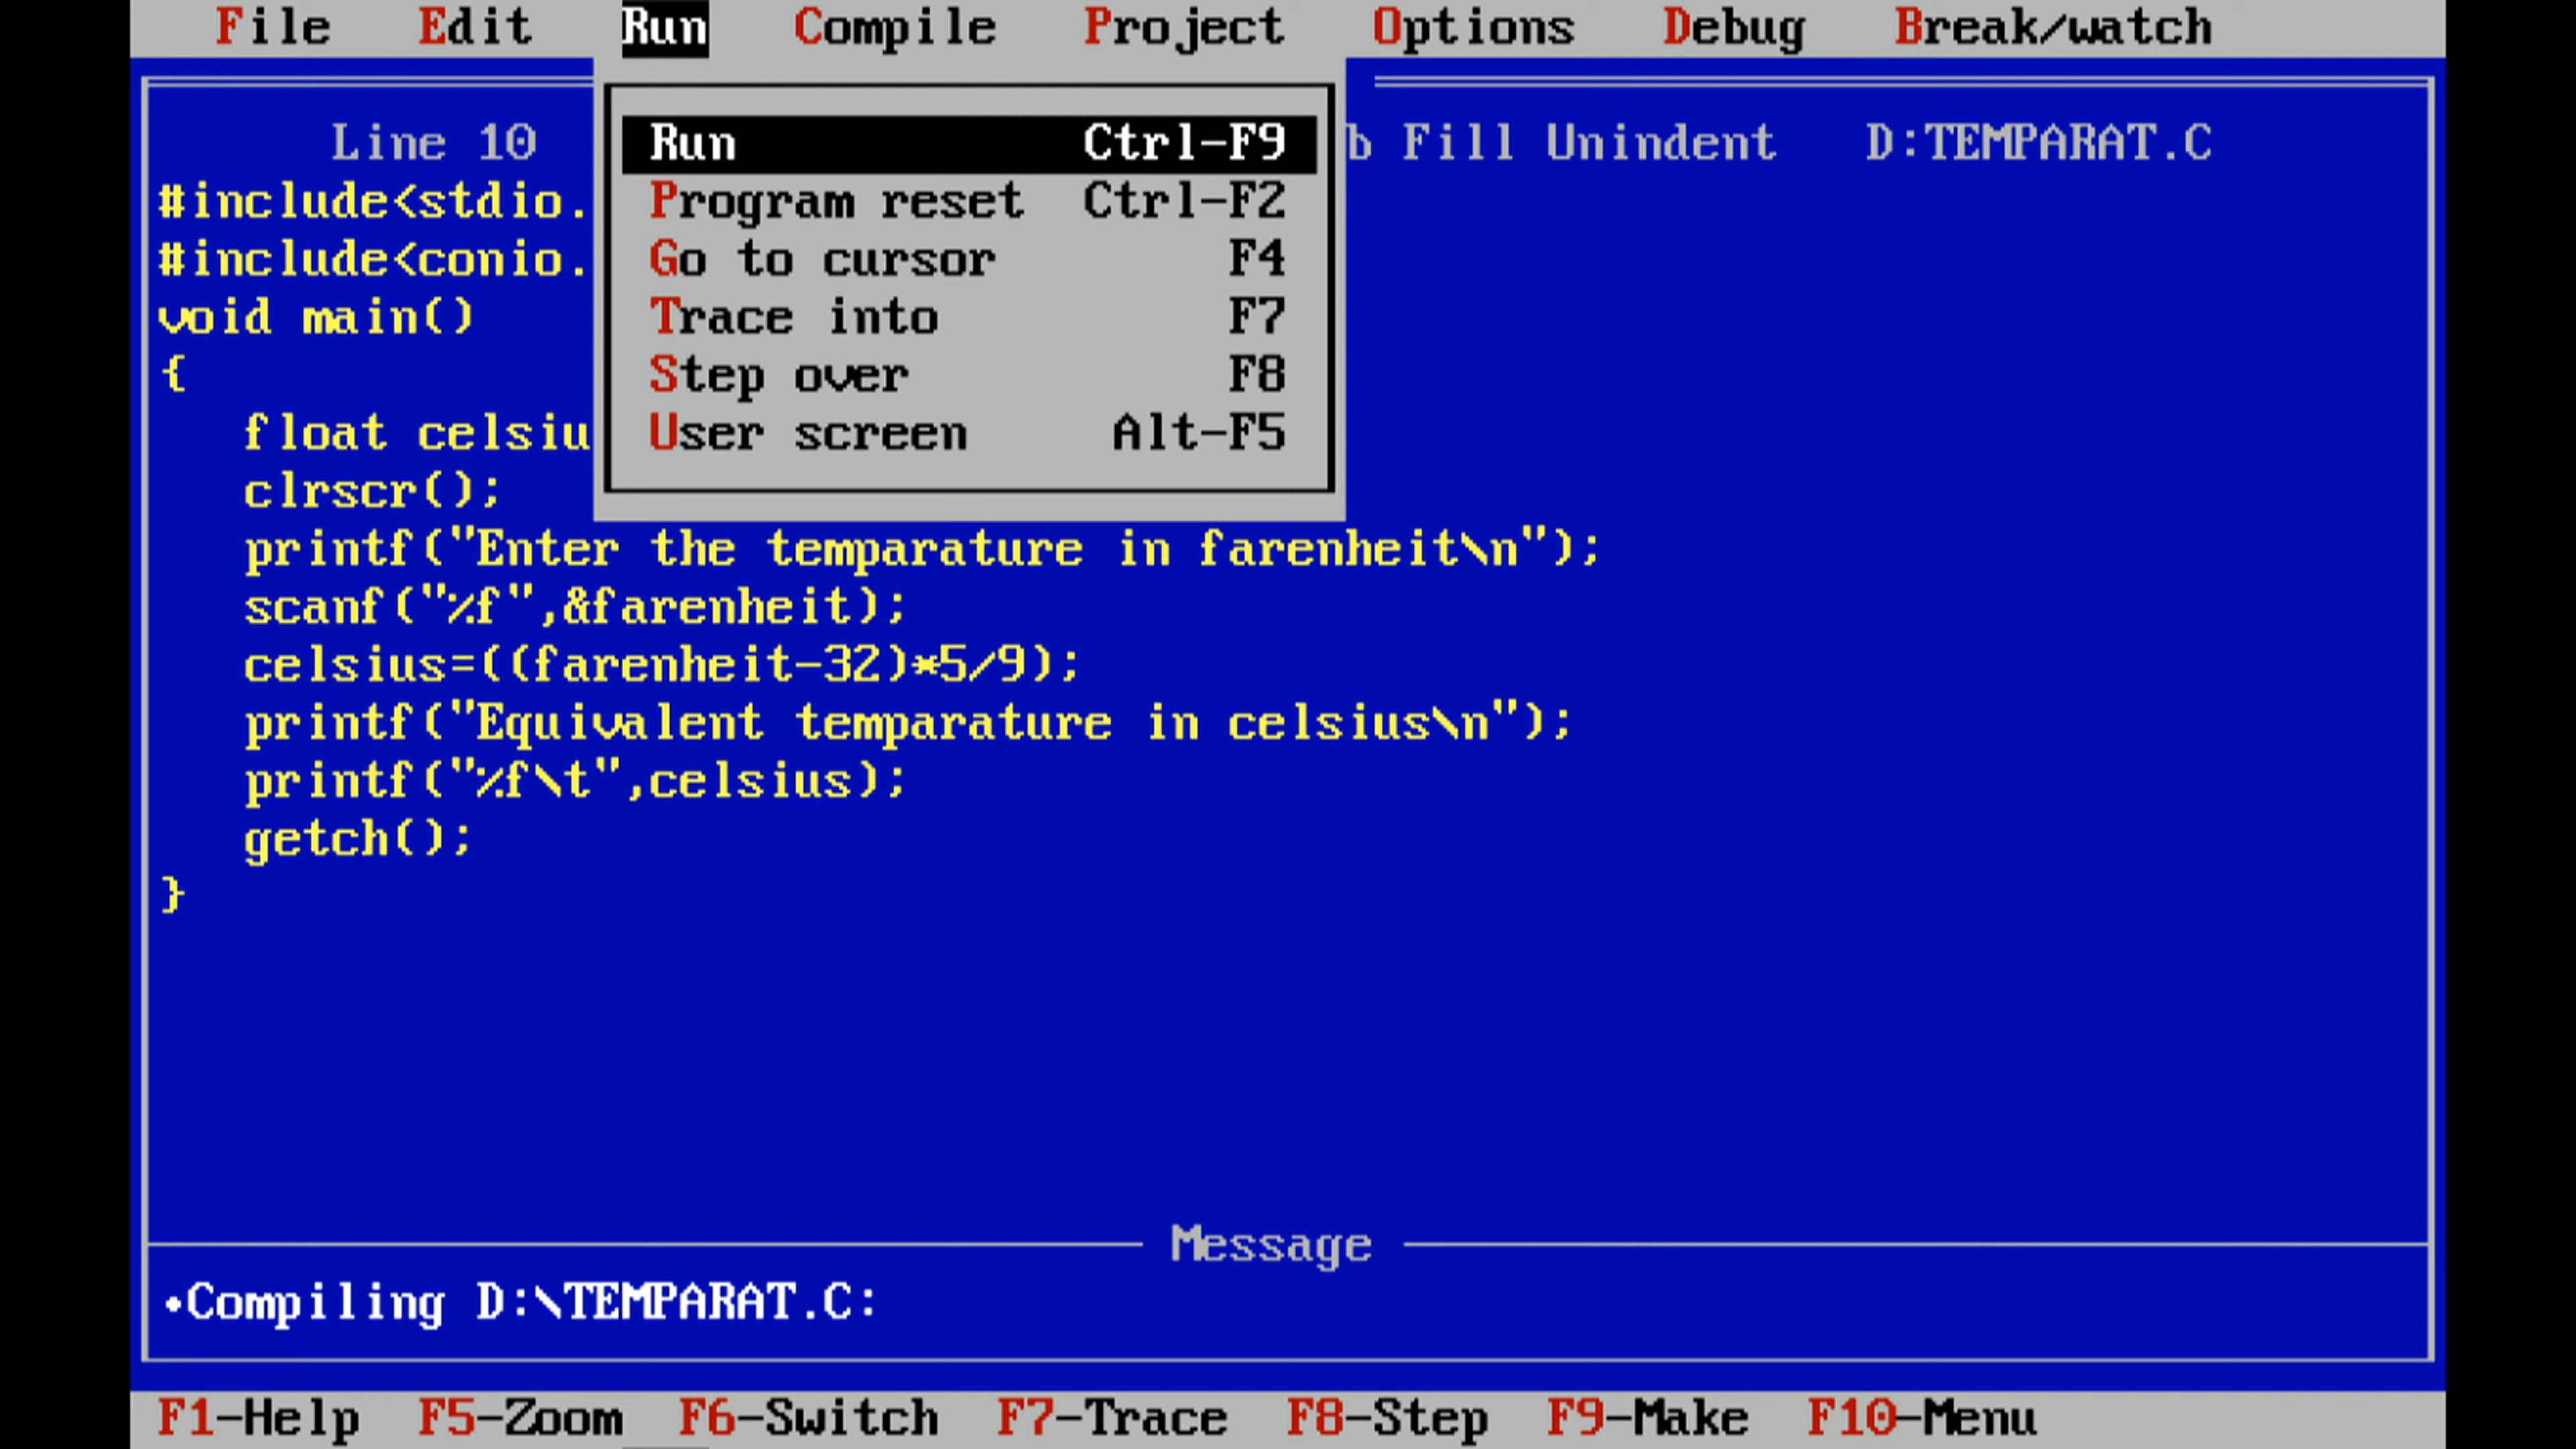 File Edit Run Compile Project Options Debug Break/watch
Line 10 Fill Unindent D:TEMPARAT.C
Run Ctrl-F9
Program reset Ctrl-F2
Go to cursor F4
Trace into F7
Step over F8
User screen Alt-F5
#include<stdio.
#include<conio.
void main()
{
float celsiu
clrscr();
printf("Enter the temparature in farenheit\n");
scanf("%f",&farenheit);
celsius=((farenheit-32)*5/9);
printf("Equivalent temparature in celsius\n");
printf("%f\t",celsius);
getch();
}
Message
•Compiling D:\TEMPARAT.C:
F1-Help F5-Zoom F6-Switch F7-Trace F8-Step F9-Make F10-Menu